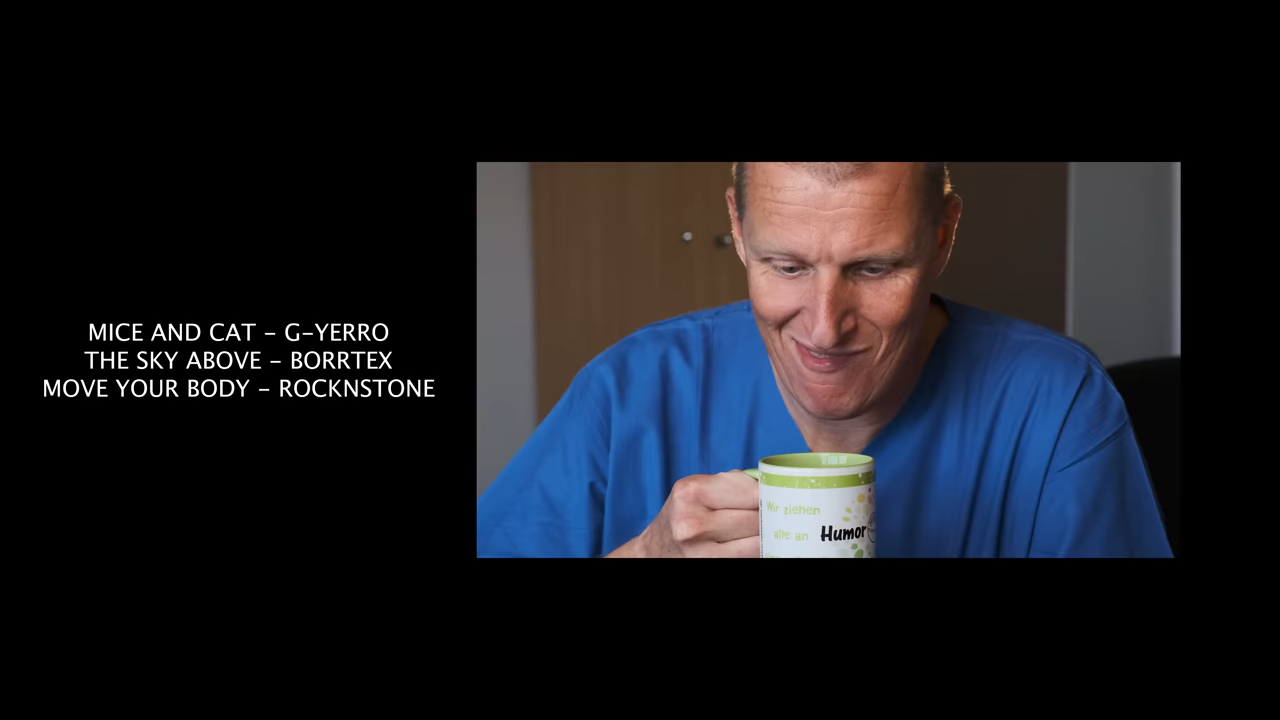 MICE AND CAT – G–YERRO
THE SKY ABOVE – BORRTEX
MOVE YOUR BODY – ROCKNSTONE
Wir ziehen
alle an Humor